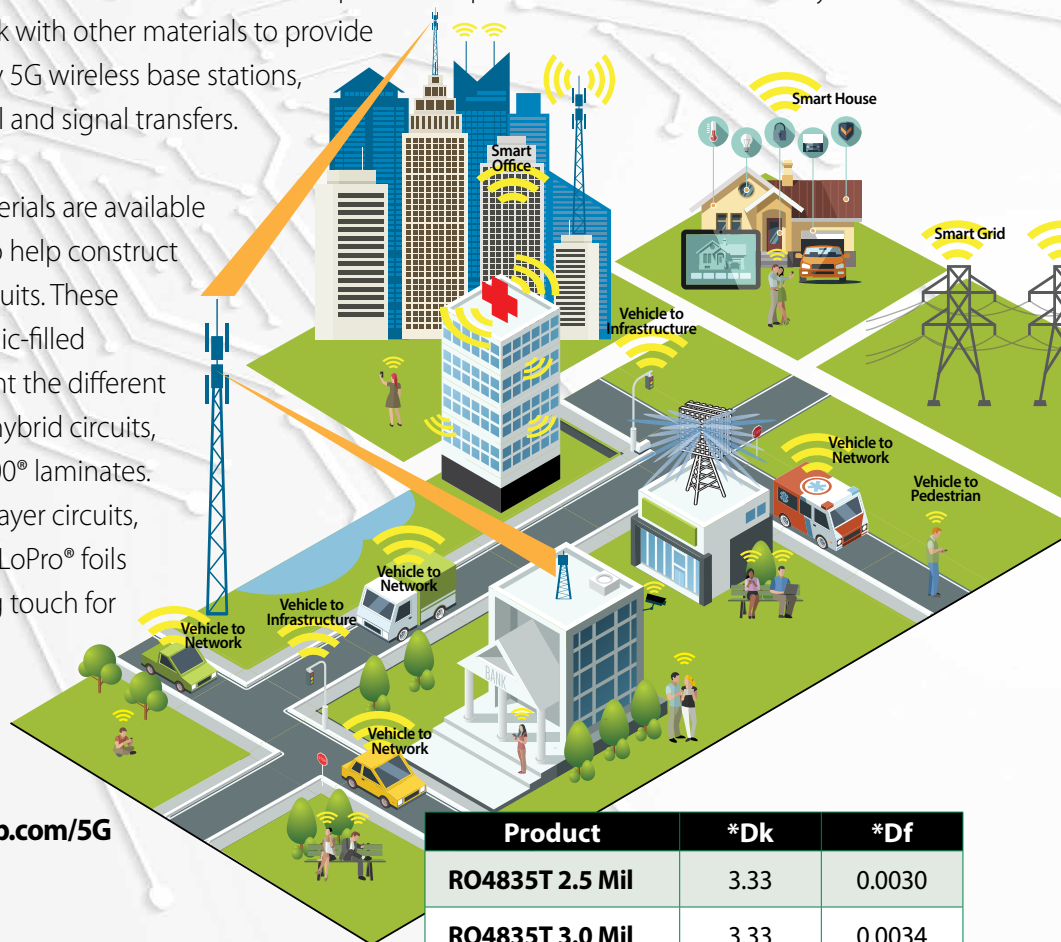 k with other materials to provide
5G wireless base stations,
and signal transfers.
erials are available
help construct
uits. These
ic-filled
nt the different
hybrid circuits,
00® laminates.
ayer circuits,
LoPro® foils
touch for
.com/5G
Smart
Office
Smart House
Smart Grid
Vehicle to
Infrastructure
Vehicle to
Network
Vehicle to
Pedestrian
Vehicle to
Network
Vehicle to
Infrastructure
Vehicle to
Network
BANK
Vehicle to
Network
Product *Dk *Df
RO4835T 2.5 Mil 3.33 0.0030
RO4835T 3.0 Mil 3.33 0.0034